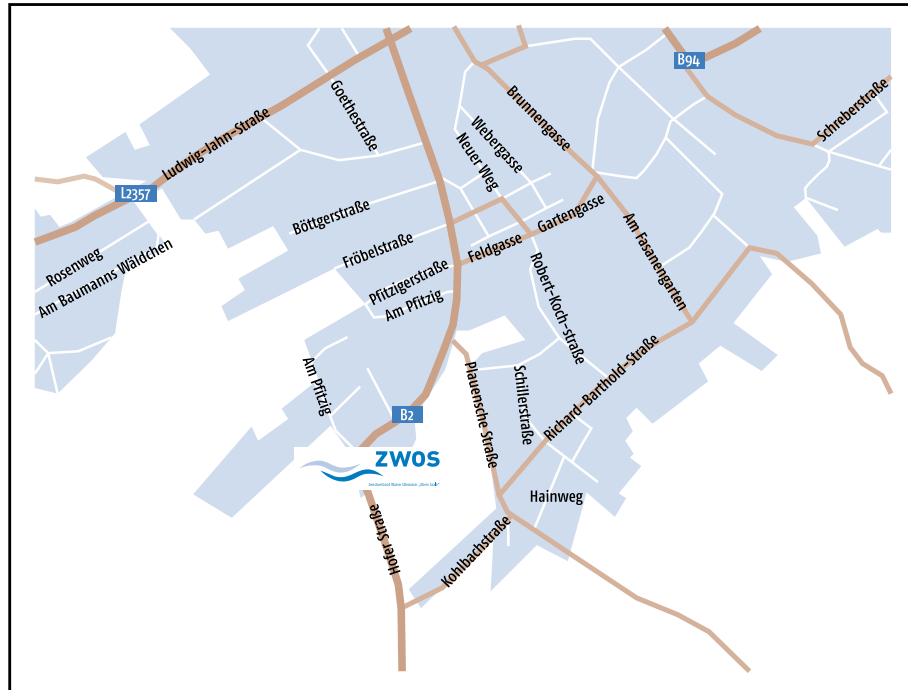 B94
Goethestraße
Brunnengasse
Schreberstraße
Ludwig-Jahn-Straße
Webergasse
Neuer Weg
L2357
Böttgerstraße
Gartengasse
Am Fasanengarten
Fröbelstraße
Feldgasse
Rosenweg
Am Baumanns Wäldchen
Pfitzigerstraße
Am Pfitzig
Robert-Koch-straße
Am Pfitzig
Plauensche Straße
Schillerstraße
Richard-Barthold-Straße
B2
ZWOS
Hainweg
Hofer Straße
Kohlbachstraße